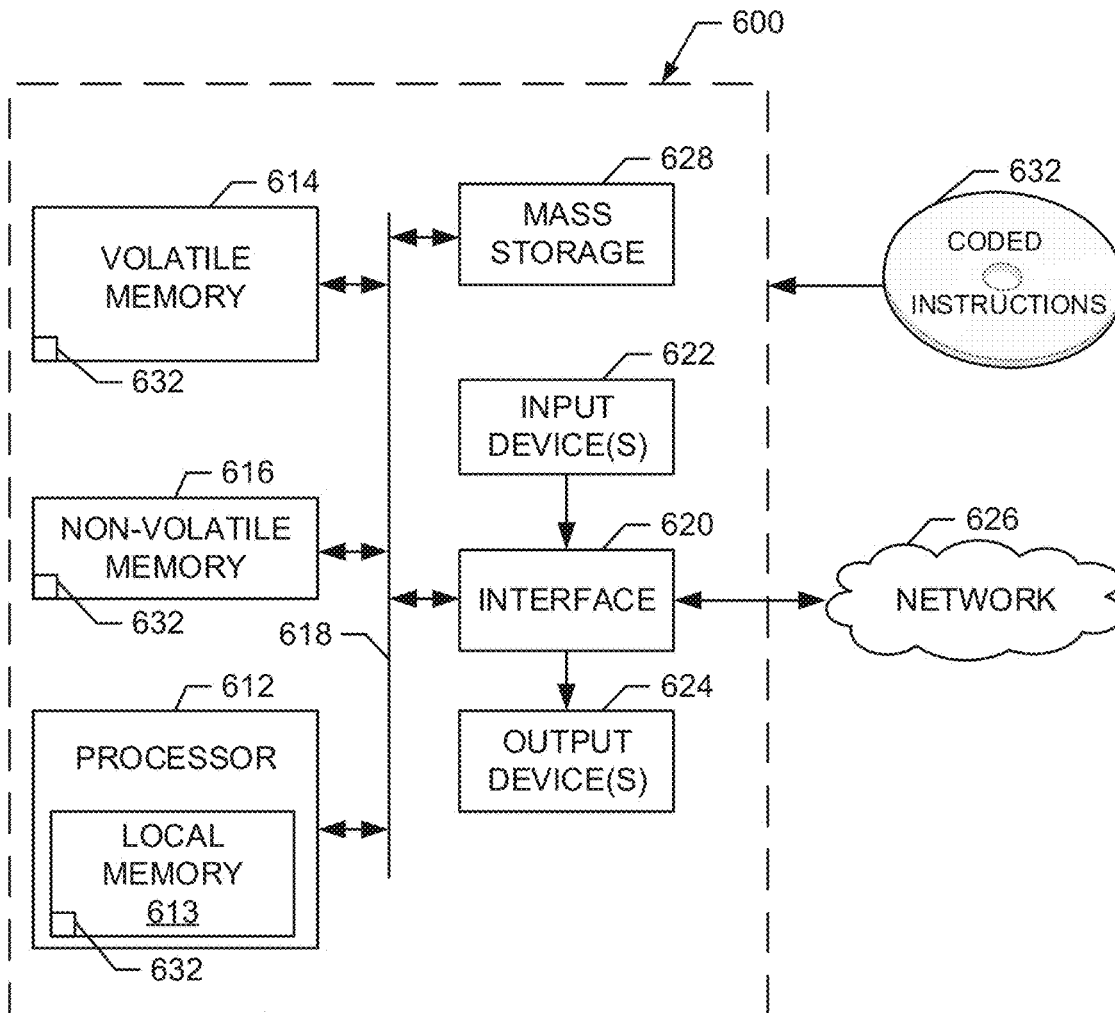 600
614
VOLATILE
MEMORY
632
628
MASS
STORAGE
632
CODED
INSTRUCTIONS
622
INPUT
DEVICE(S)
616
NON-VOLATILE
MEMORY
632
620
INTERFACE
626
NETWORK
618
612
PROCESSOR
LOCAL
MEMORY
613
632
624
OUTPUT
DEVICE(S)